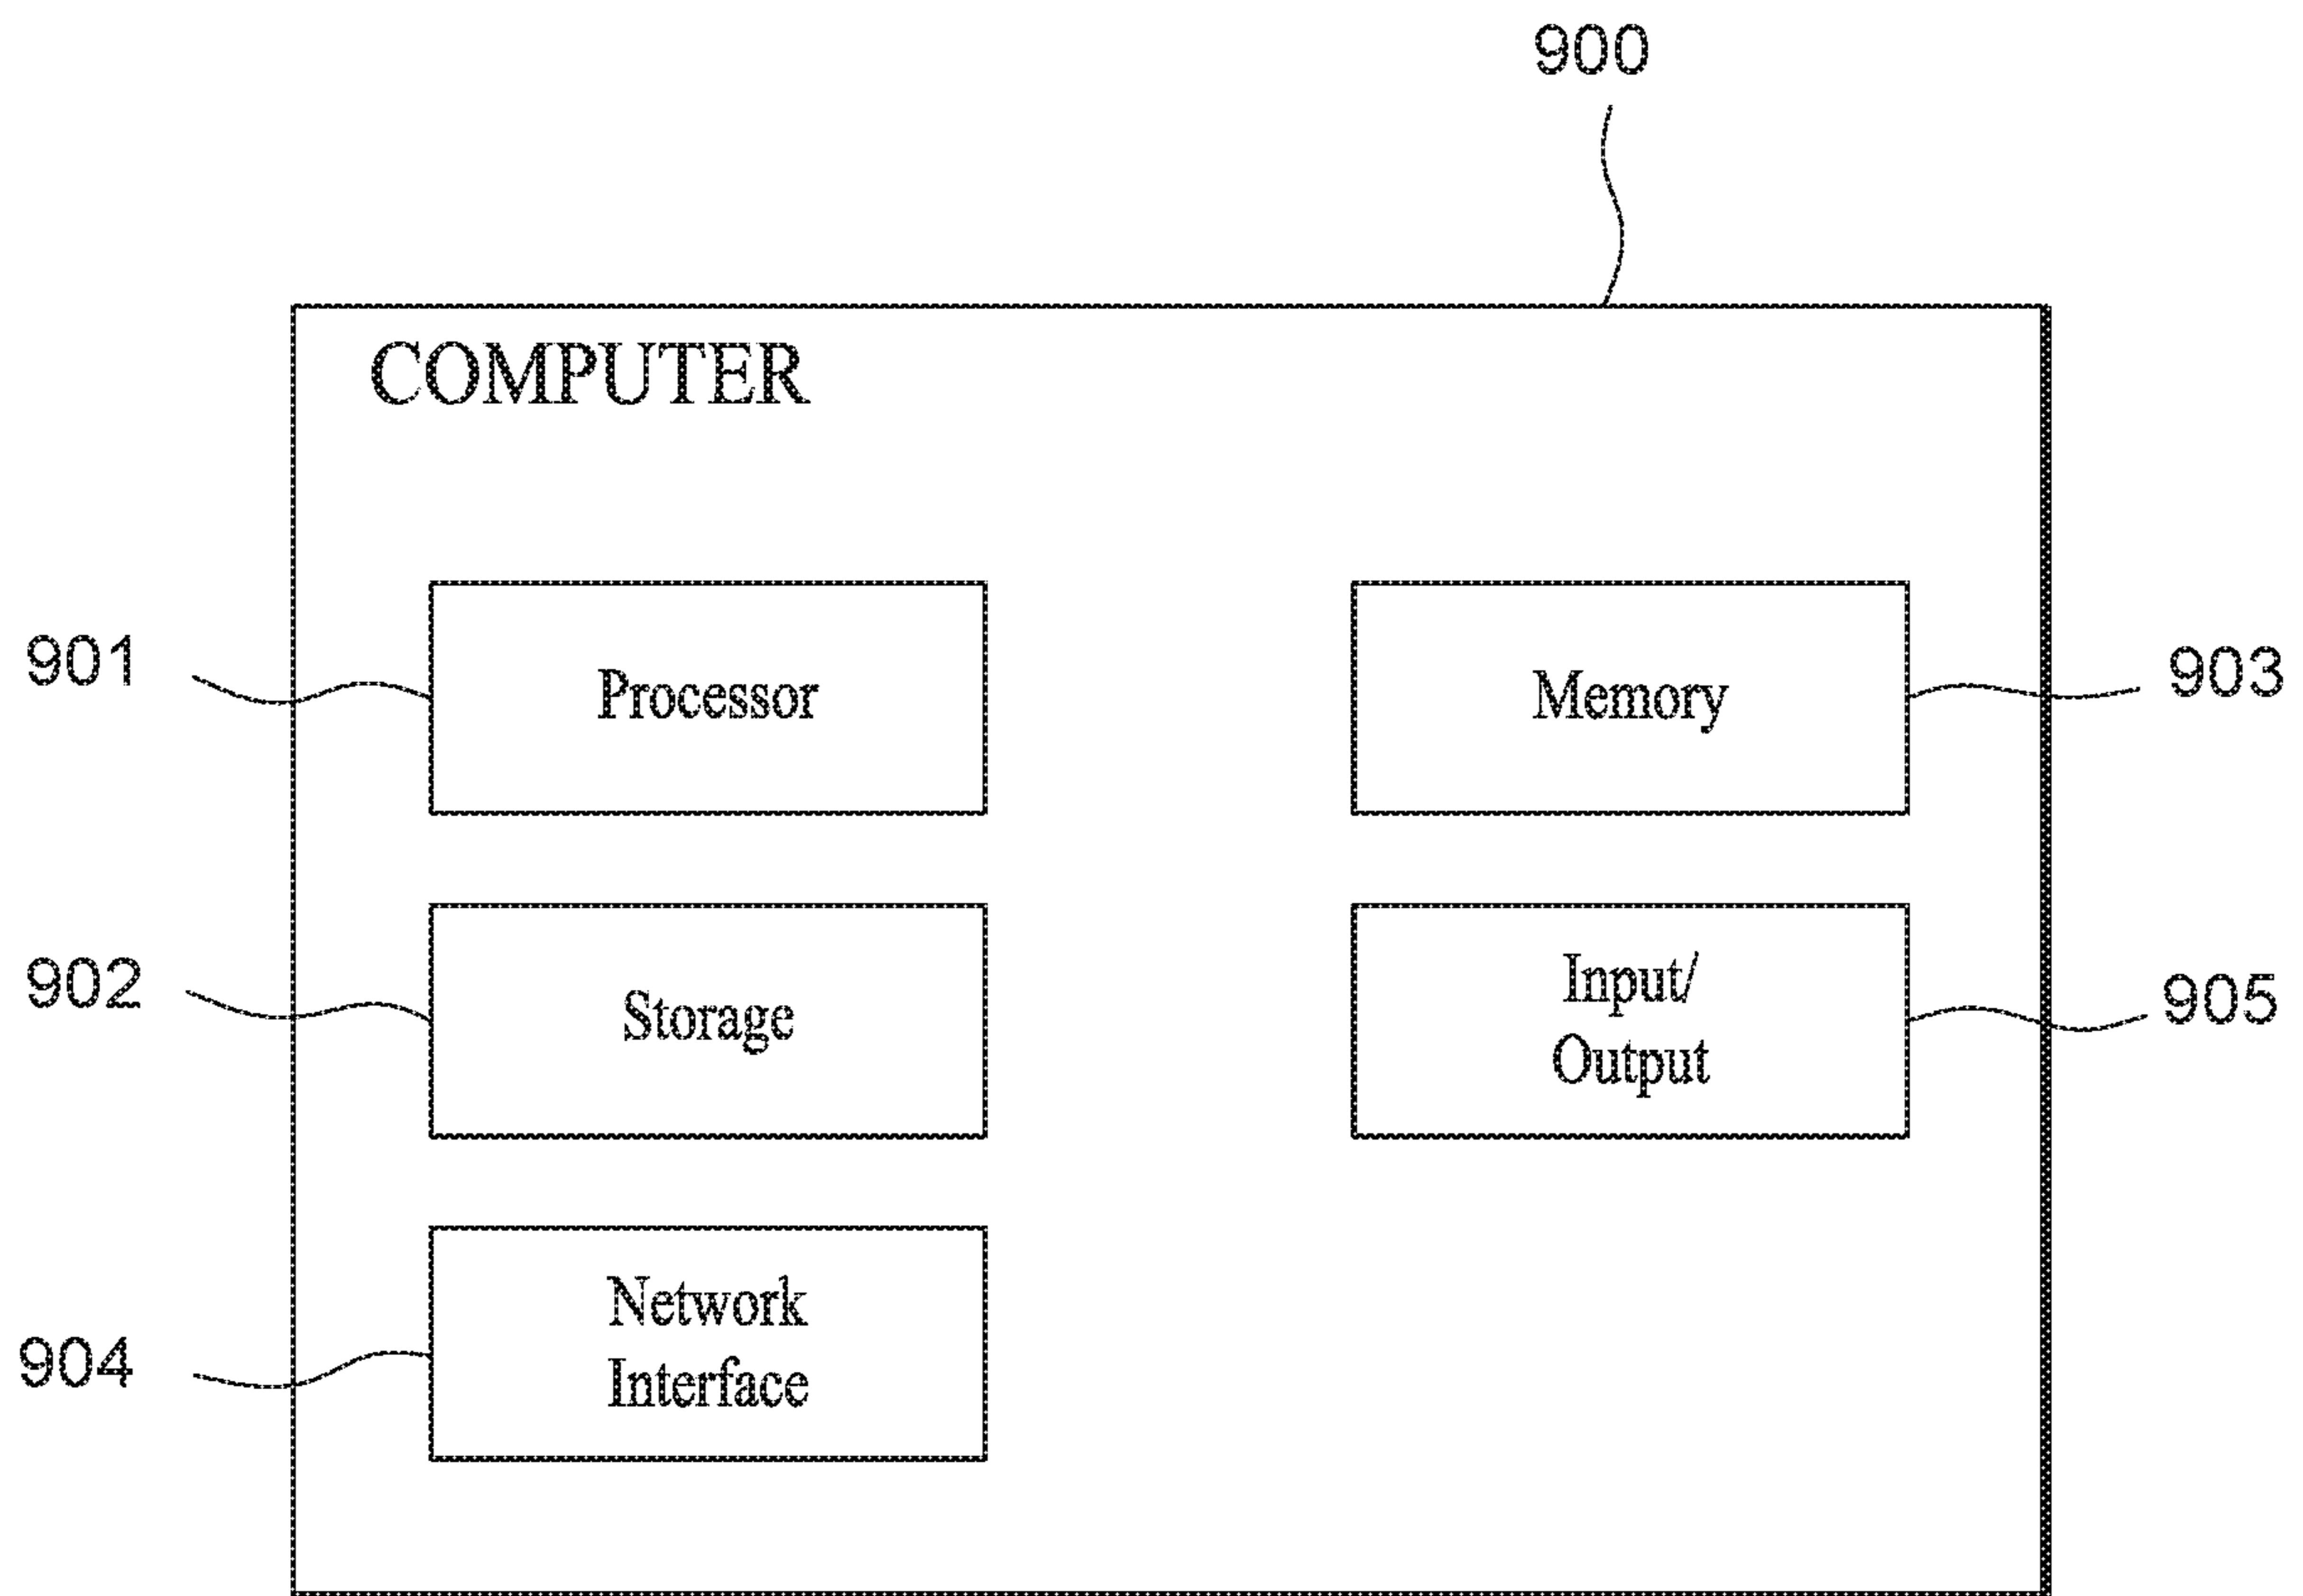 900
COMPUTER
901
Processor
Memory
903
902
Storage
Input/
Output
905
904
Network
Interface